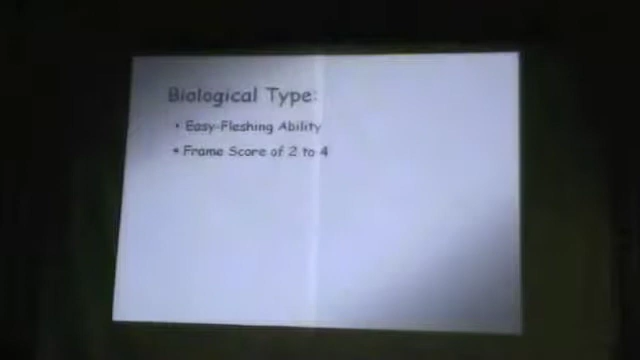 Biological Type:
• Easy-Fleshing Ability
• Frame Score of 2 to 4